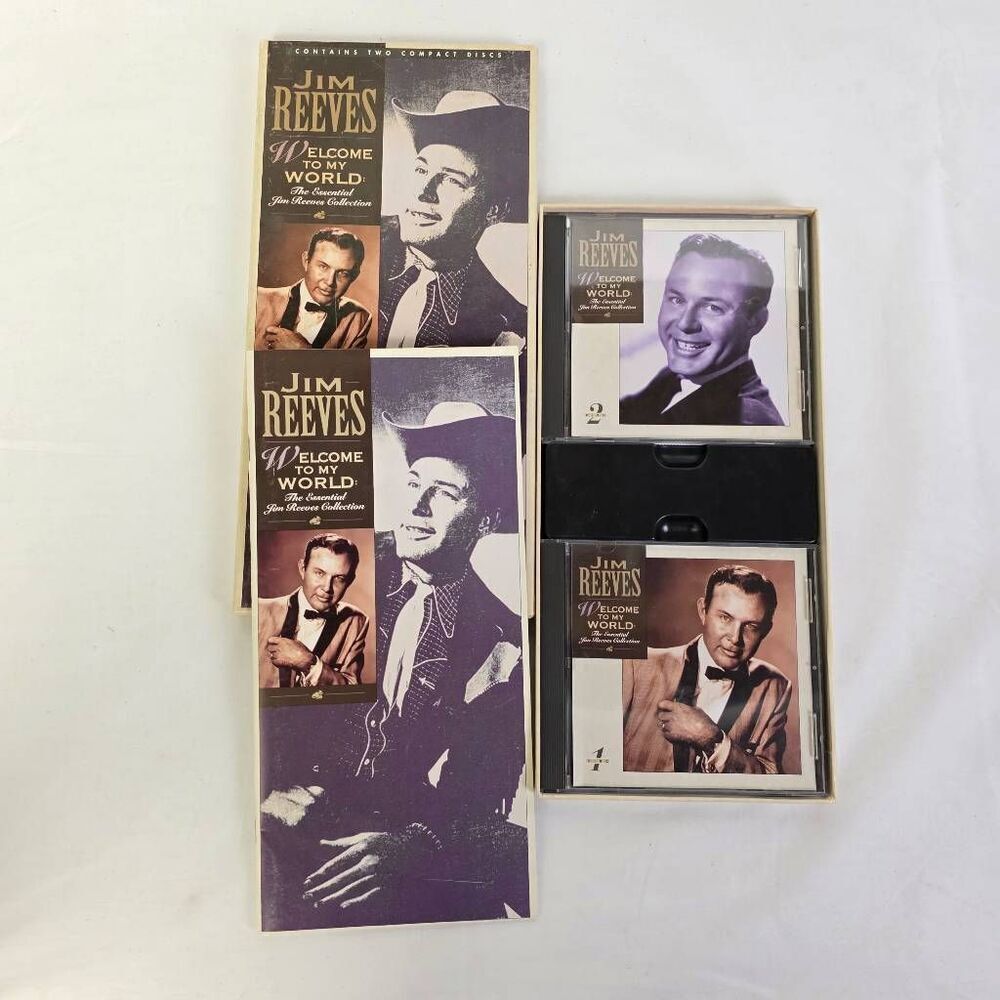 CONTAINS TWO COMPACT DISCS
JIM
REEVES
WELCOME
TO MY
WORLD:
The Essential
Jim Reeves Collection
JIM
REEVES
WELCOME
TO MY
WORLD:
The Essential
Jim Reeves Collection
JIM
REEVES
WELCOME
TO MY
WORLD:
The Essential
Jim Reeves Collection
2
JIM
REEVES
WELCOME
TO MY
WORLD:
The Essential
Jim Reeves Collection
1